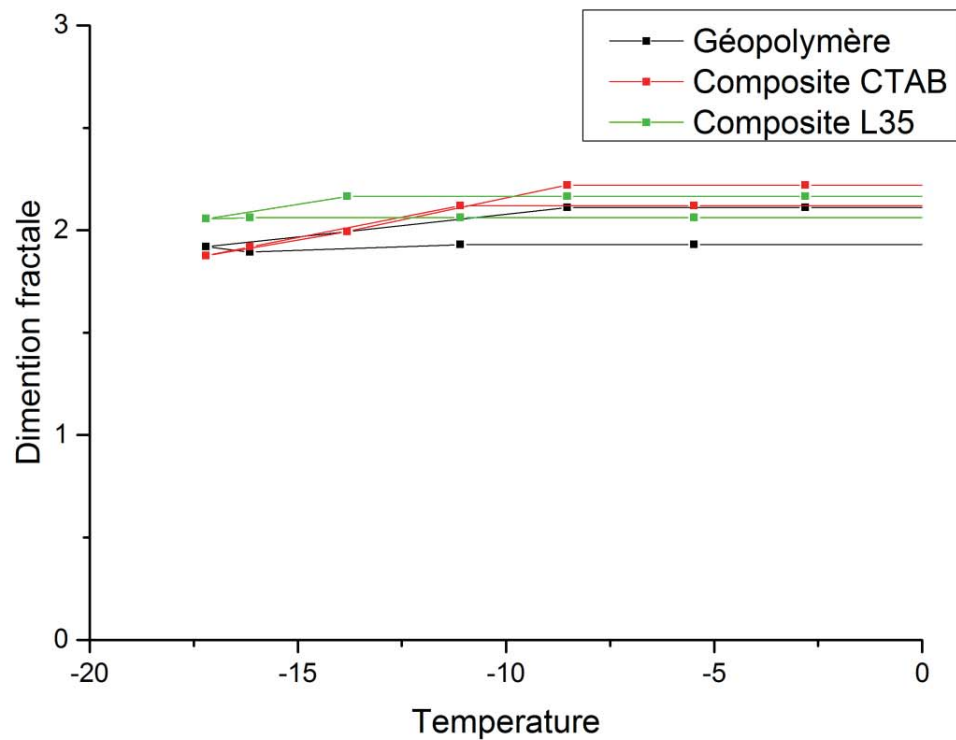 3
2
1
0
Dimention fractale
Géopolymère
Composite CTAB
Composite L35
-20
-15
-10
-5
0
Temperature